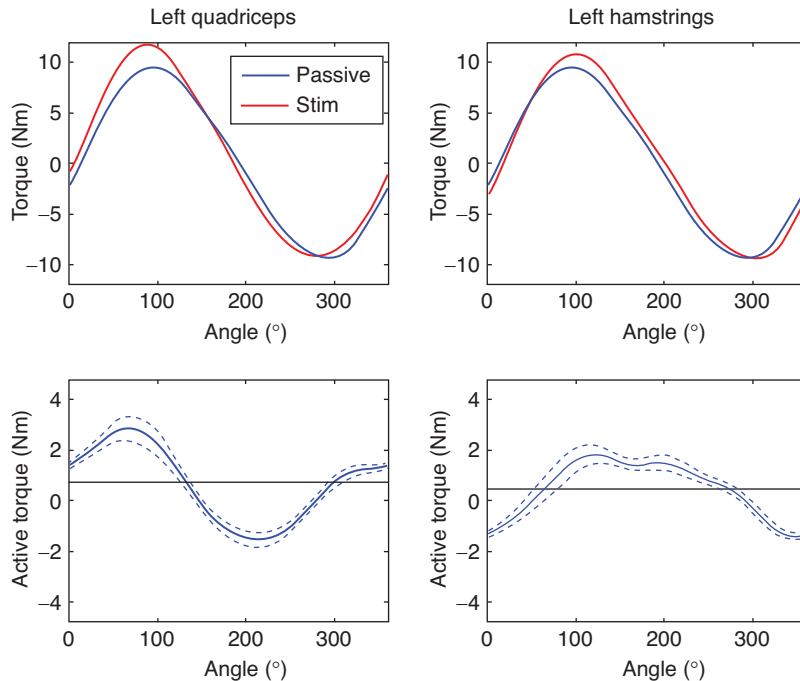 Left quadriceps
Left hamstrings
Torque (Nm)
10
5
0
−5
−10
Passive
Stim
0 100 200 300
Angle (°)
Torque (Nm)
10
5
0
−5
−10
0 100 200 300
Angle (°)
Active torque (Nm)
4
2
0
−2
−4
0 100 200 300
Angle (°)
Active torque (Nm)
4
2
0
−2
−4
0 100 200 300
Angle (°)